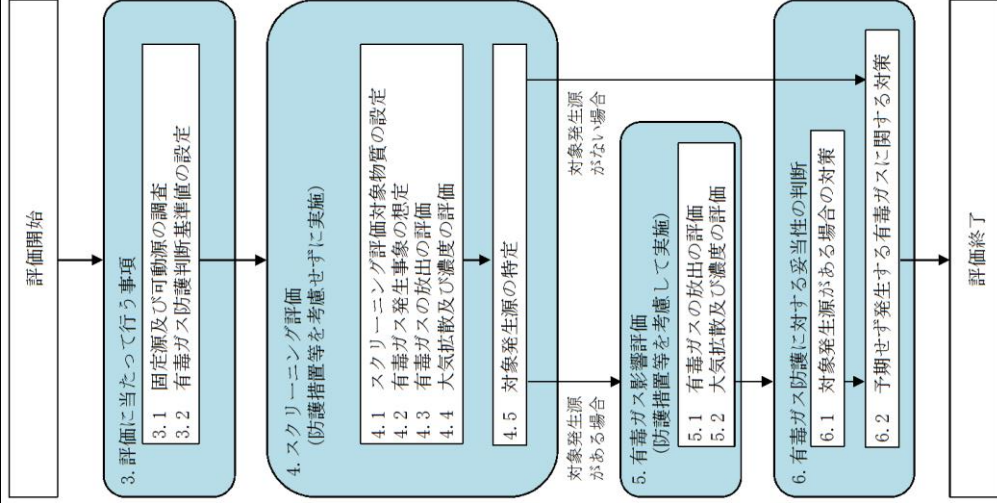 評価開始
3. 評価に当たって行う事項
3.1 固定源及び可動源の調査
3.2 有毒ガス防護判断基準値の設定
4. スクリーニング評価
(防護措置等を考慮せずに実施)
4.1 スクリーニング評価対象物質の設定
4.2 有毒ガス発生事象の想定
4.3 有毒ガスの放出の評価
4.4 大気拡散及び濃度の評価
4.5 対象発生源の特定
対象発生源
がある場合
対象発生源
がない場合
5. 有毒ガス影響評価
(防護措置等を考慮して実施)
5.1 有毒ガスの放出の評価
5.2 大気拡散及び濃度の評価
6. 有毒ガス防護に対する妥当性の判断
6.1 対象発生源がある場合の対策
6.2 予期せず発生する有毒ガスに関する対策
評価終了